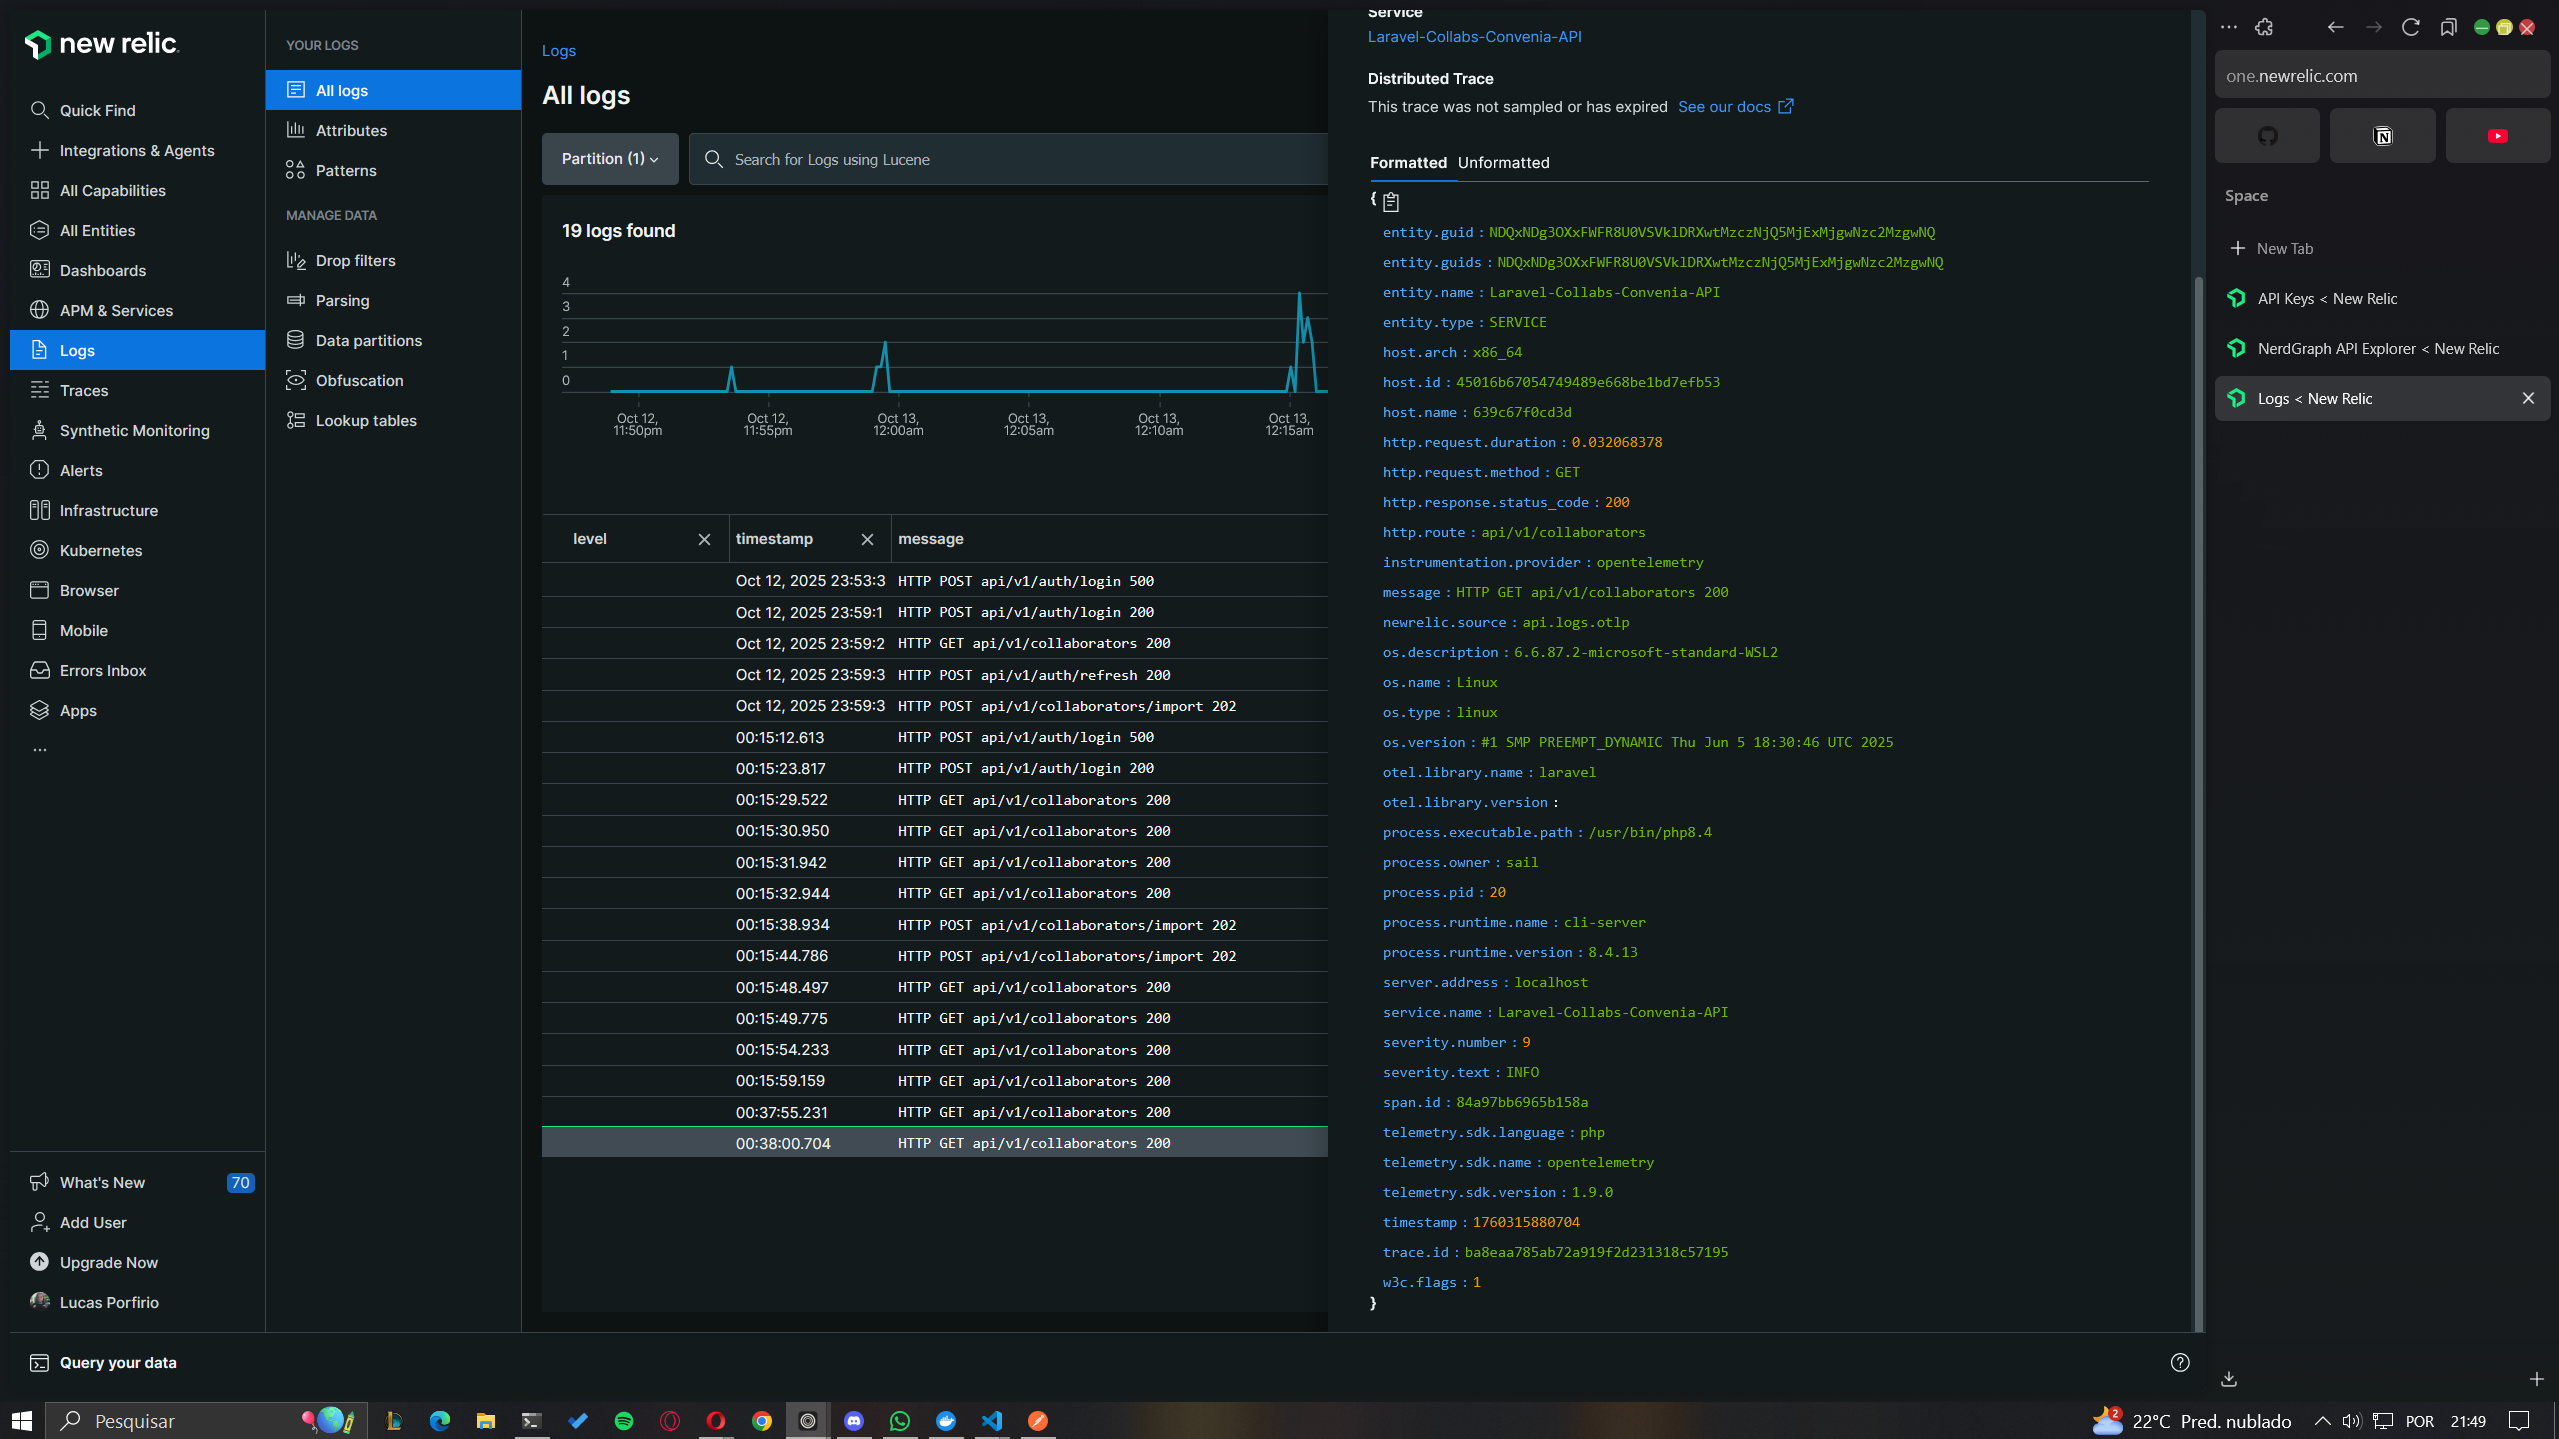 new relic.
Quick Find
Integrations & Agents
All Capabilities
All Entities
Dashboards
APM & Services
Logs
Traces
Synthetic Monitoring
Alerts
Infrastructure
Kubernetes
Browser
Mobile
Errors Inbox
Apps
...
What's New 70
Add User
Upgrade Now
Lucas Porfirio
Query your data
YOUR LOGS
All logs
Attributes
Patterns
MANAGE DATA
Drop filters
Parsing
Data partitions
Obfuscation
Lookup tables
Logs
All logs
Partition (1)
Search for Logs using Lucene
19 logs found
4
3
2
1
0
Oct 12, 11:50pm
Oct 12, 11:55pm
Oct 13, 12:00am
Oct 13, 12:05am
Oct 13, 12:10am
Oct 13, 12:15am
level timestamp message
Oct 12, 2025 23:53:3 HTTP POST api/v1/auth/login 500
Oct 12, 2025 23:59:1 HTTP POST api/v1/auth/login 200
Oct 12, 2025 23:59:2 HTTP GET api/v1/collaborators 200
Oct 12, 2025 23:59:3 HTTP POST api/v1/auth/refresh 200
Oct 12, 2025 23:59:3 HTTP POST api/v1/collaborators/import 202
00:15:12.613 HTTP POST api/v1/auth/login 500
00:15:23.817 HTTP POST api/v1/auth/login 200
00:15:29.522 HTTP GET api/v1/collaborators 200
00:15:30.950 HTTP GET api/v1/collaborators 200
00:15:31.942 HTTP GET api/v1/collaborators 200
00:15:32.944 HTTP GET api/v1/collaborators 200
00:15:38.934 HTTP POST api/v1/collaborators/import 202
00:15:44.786 HTTP POST api/v1/collaborators/import 202
00:15:48.497 HTTP GET api/v1/collaborators 200
00:15:49.775 HTTP GET api/v1/collaborators 200
00:15:54.233 HTTP GET api/v1/collaborators 200
00:15:59.159 HTTP GET api/v1/collaborators 200
00:37:55.231 HTTP GET api/v1/collaborators 200
00:38:00.704 HTTP GET api/v1/collaborators 200
Service
Laravel-Collabs-Convenia-API
Distributed Trace
This trace was not sampled or has expired See our docs
Formatted Unformatted
{
entity.guid : NDQxNDg3OXxFWFR8U0VSVklDRXwtMzczNjQ5MjExMjgwNzc2MzgwNQ
entity.guids : NDQxNDg3OXxFWFR8U0VSVklDRXwtMzczNjQ5MjExMjgwNzc2MzgwNQ
entity.name : Laravel-Collabs-Convenia-API
entity.type : SERVICE
host.arch : x86_64
host.id : 45016b67054749489e668be1bd7efb53
host.name : 639c67f0cd3d
http.request.duration : 0.032068378
http.request.method : GET
http.response.status_code : 200
http.route : api/v1/collaborators
instrumentation.provider : opentelemetry
message : HTTP GET api/v1/collaborators 200
newrelic.source : api.logs.otlp
os.description : 6.6.87.2-microsoft-standard-WSL2
os.name : Linux
os.type : linux
os.version : #1 SMP PREEMPT_DYNAMIC Thu Jun 5 18:30:46 UTC 2025
otel.library.name : laravel
otel.library.version :
process.executable.path : /usr/bin/php8.4
process.owner : sail
process.pid : 20
process.runtime.name : cli-server
process.runtime.version : 8.4.13
server.address : localhost
service.name : Laravel-Collabs-Convenia-API
severity.number : 9
severity.text : INFO
span.id : 84a97bb6965b158a
telemetry.sdk.language : php
telemetry.sdk.name : opentelemetry
telemetry.sdk.version : 1.9.0
timestamp : 1760315880704
trace.id : ba8eaa785ab72a919f2d231318c57195
w3c.flags : 1
}
one.newrelic.com
Space
New Tab
API Keys < New Relic
NerdGraph API Explorer < New Relic
Logs < New Relic
Pesquisar
2
22°C Pred. nublado
POR
21:49